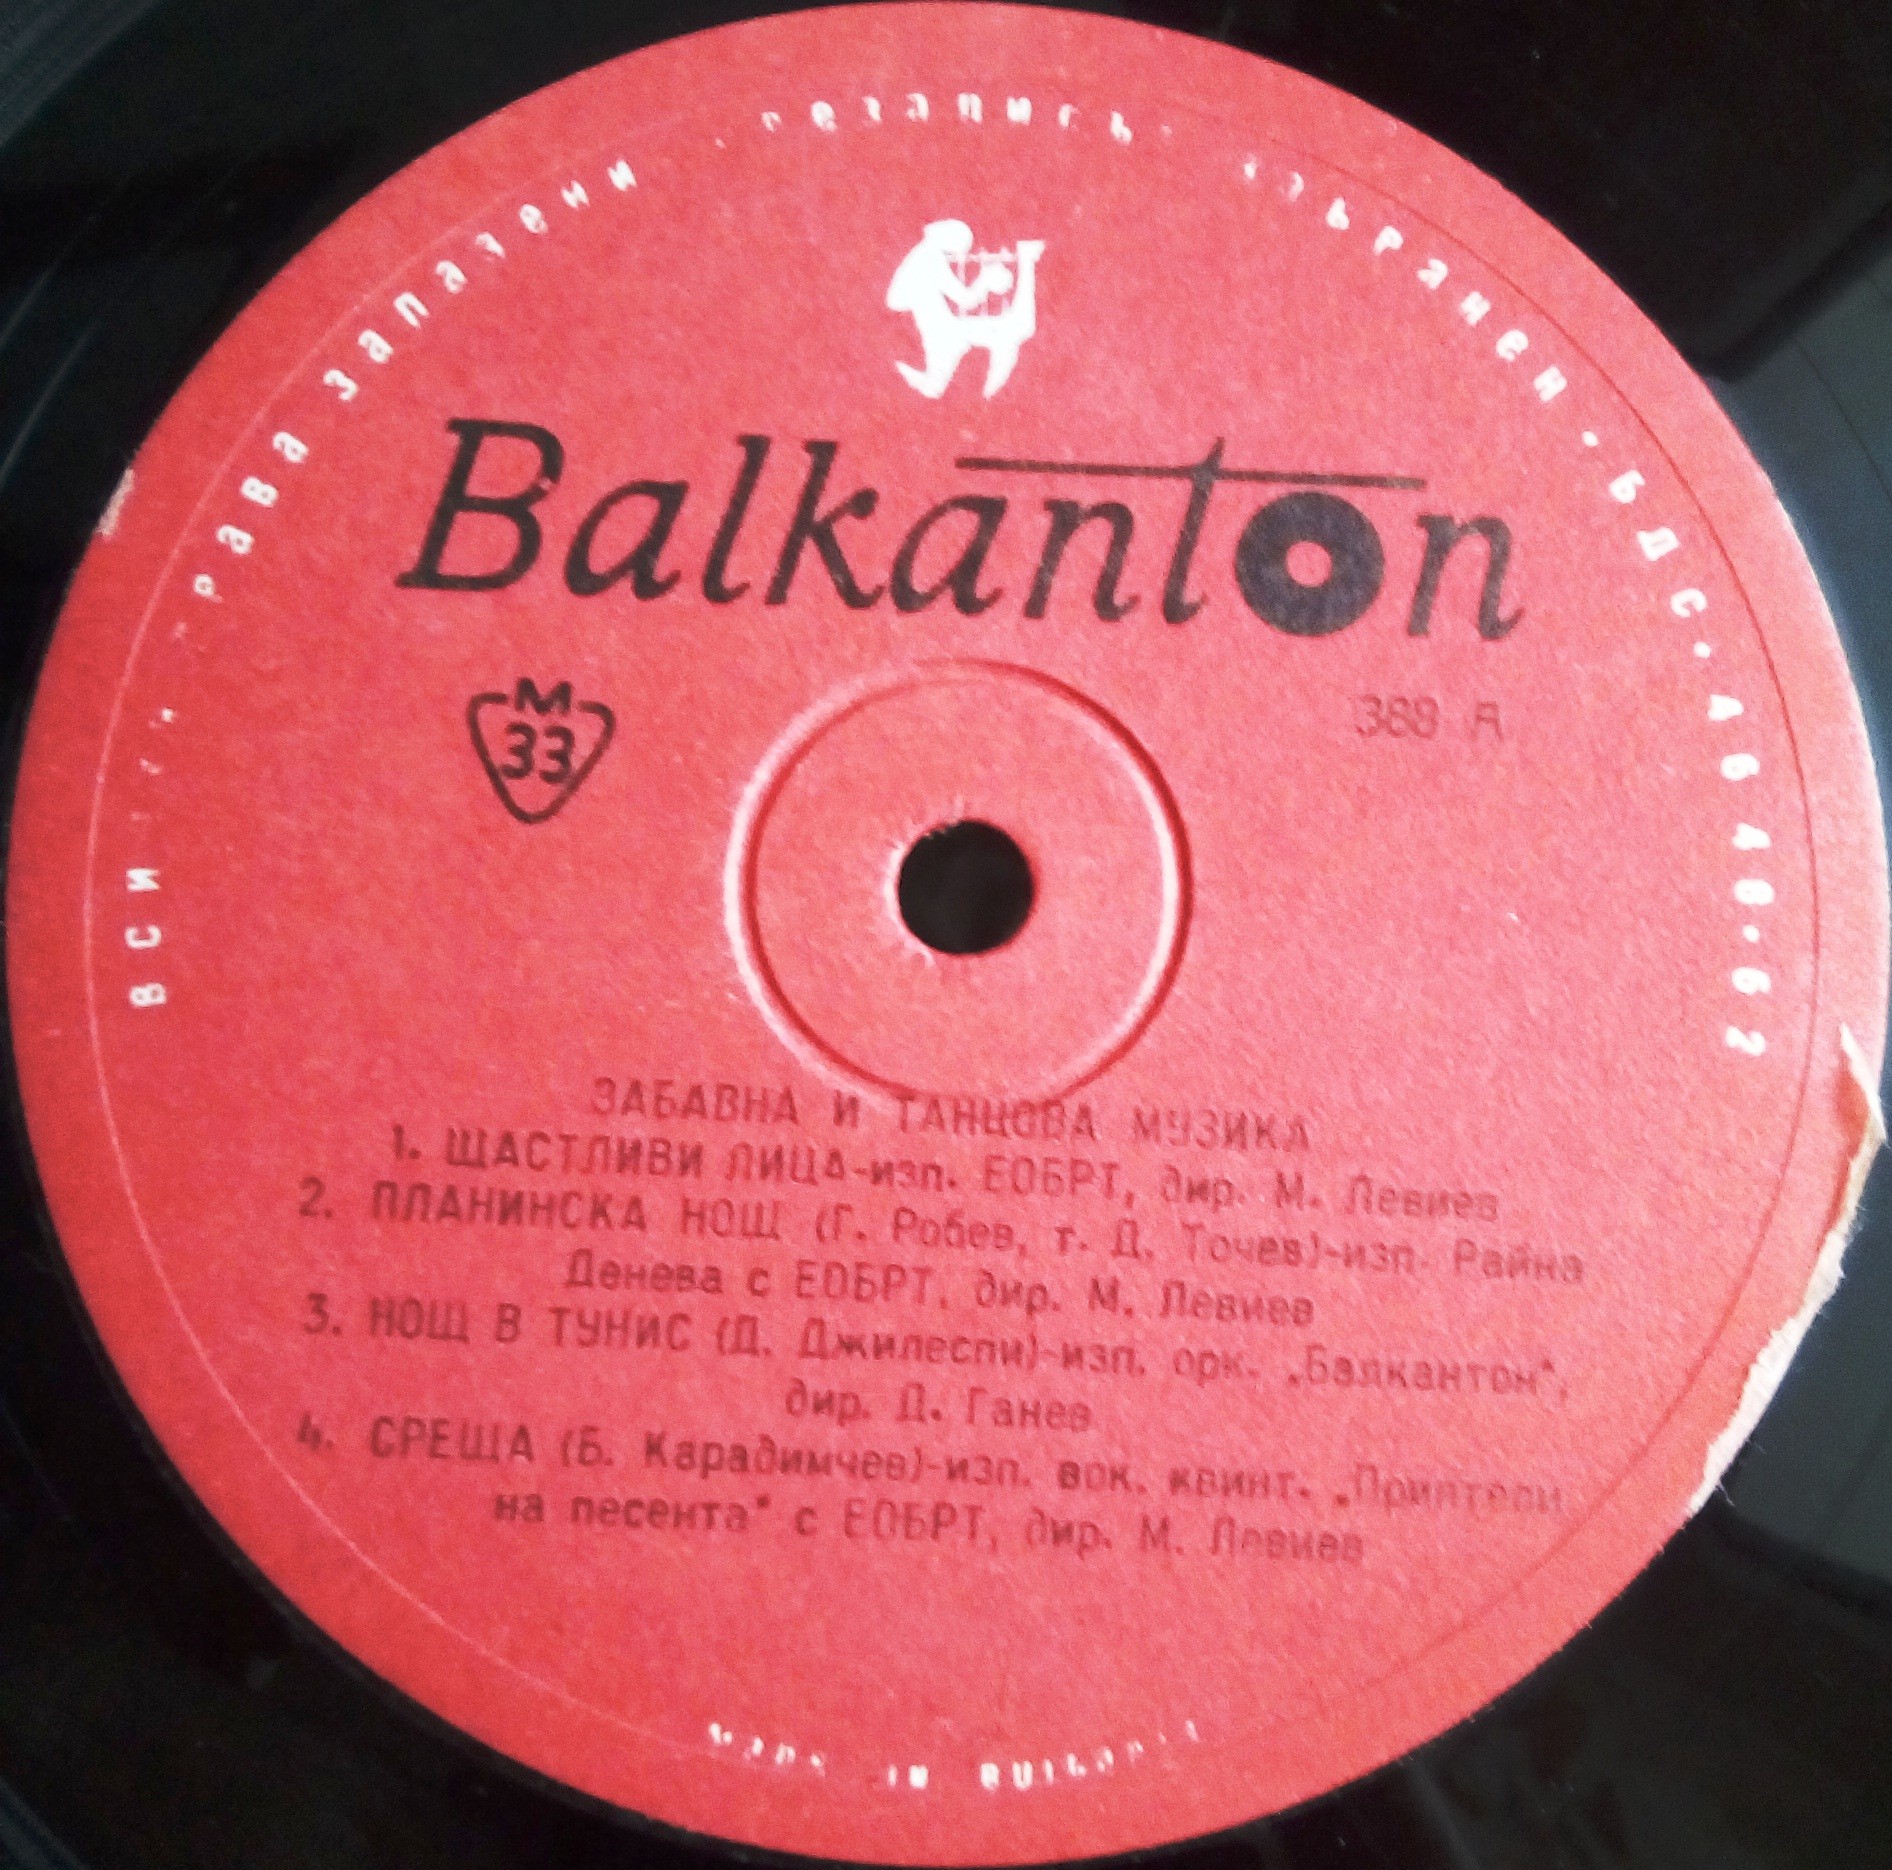 Всички права запазени • презаписът забранен • БДС. 4640.62
Balkanton
М
33
388 А
ЗАБАВНА И ТАНЦОВА МУЗИКА
1. ЩАСТЛИВИ ЛИЦА-изп. ЕОБРТ, дир. М. Левиев
2. ПЛАНИНСКА НОЩ (Г. Робев, т. Д. Точев)-изп. Райна
Денева с ЕОБРТ, дир. М. Левиев
3. НОЩ В ТУНИС (Д. Джилеспи)-изп. орк. „Балкантон“,
дир. Д. Ганев
4. СРЕЩА (Б. Карадимчев)-изп. вок. квинт. „Приятели
на песента“ с ЕОБРТ, дир. М. Левиев
Made in Bulgaria